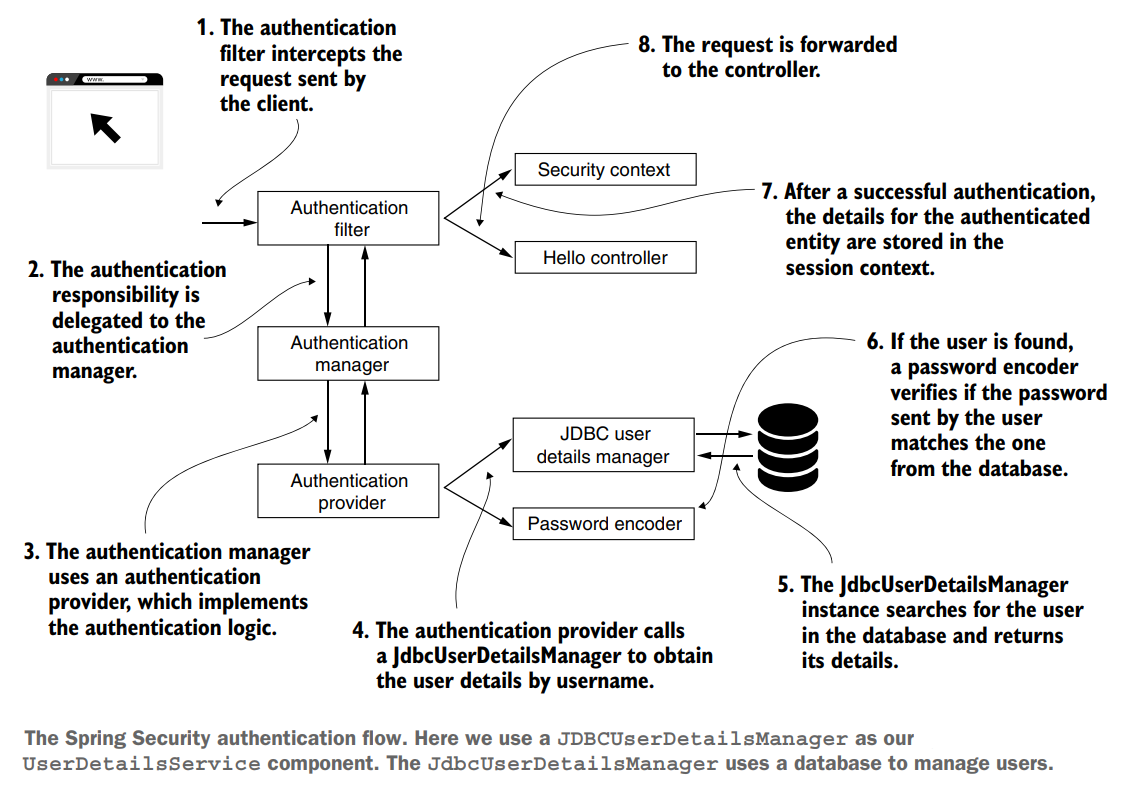 1. The authentication
filter intercepts the
request sent by
the client.
8. The request is forwarded
to the controller.
www.
Security context
Authentication
filter
7. After a successful authentication,
the details for the authenticated
entity are stored in the
session context.
Hello controller
2. The authentication
responsibility is
delegated to the
authentication
manager.
Authentication
manager
6. If the user is found,
a password encoder
verifies if the password
sent by the user
matches the one
from the database.
JDBC user
details manager
Authentication
provider
Password encoder
3. The authentication manager
uses an authentication
provider, which implements
the authentication logic.
4. The authentication provider calls
a JdbcUserDetailsManager to obtain
the user details by username.
5. The JdbcUserDetailsManager
instance searches for the user
in the database and returns
its details.
The Spring Security authentication flow. Here we use a JDBCUserDetailsManager as our
UserDetailsService component. The JdbcUserDetailsManager uses a database to manage users.